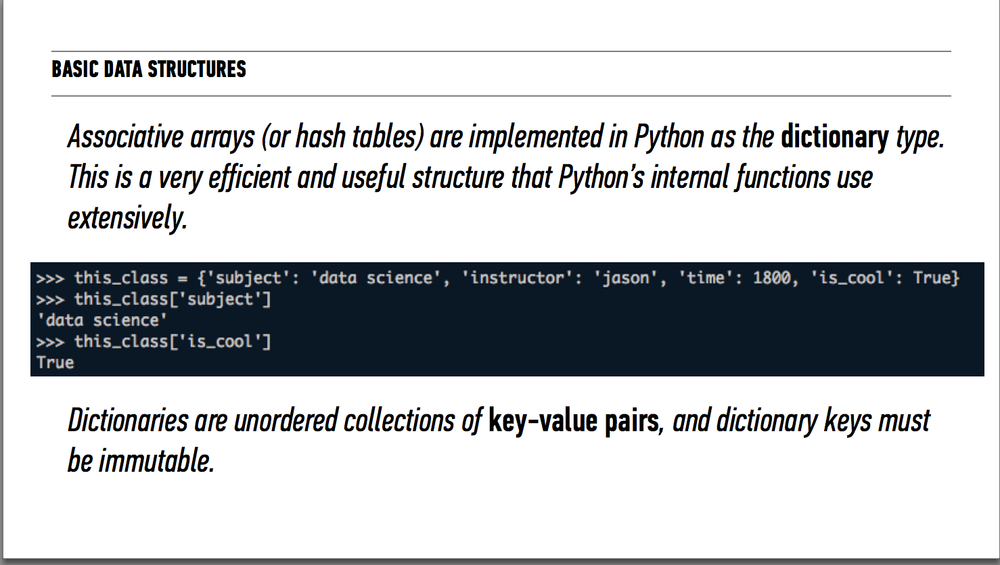 BASIC DATA STRUCTURES
Associative arrays (or hash tables) are implemented in Python as the dictionary type.
This is a very efficient and useful structure that Python’s internal functions use
extensively.
>>> this_class = {'subject': 'data science', 'instructor': 'jason', 'time': 1800, 'is_cool': True}
>>> this_class['subject']
'data science'
>>> this_class['is_cool']
True
Dictionaries are unordered collections of key-value pairs, and dictionary keys must
be immutable.